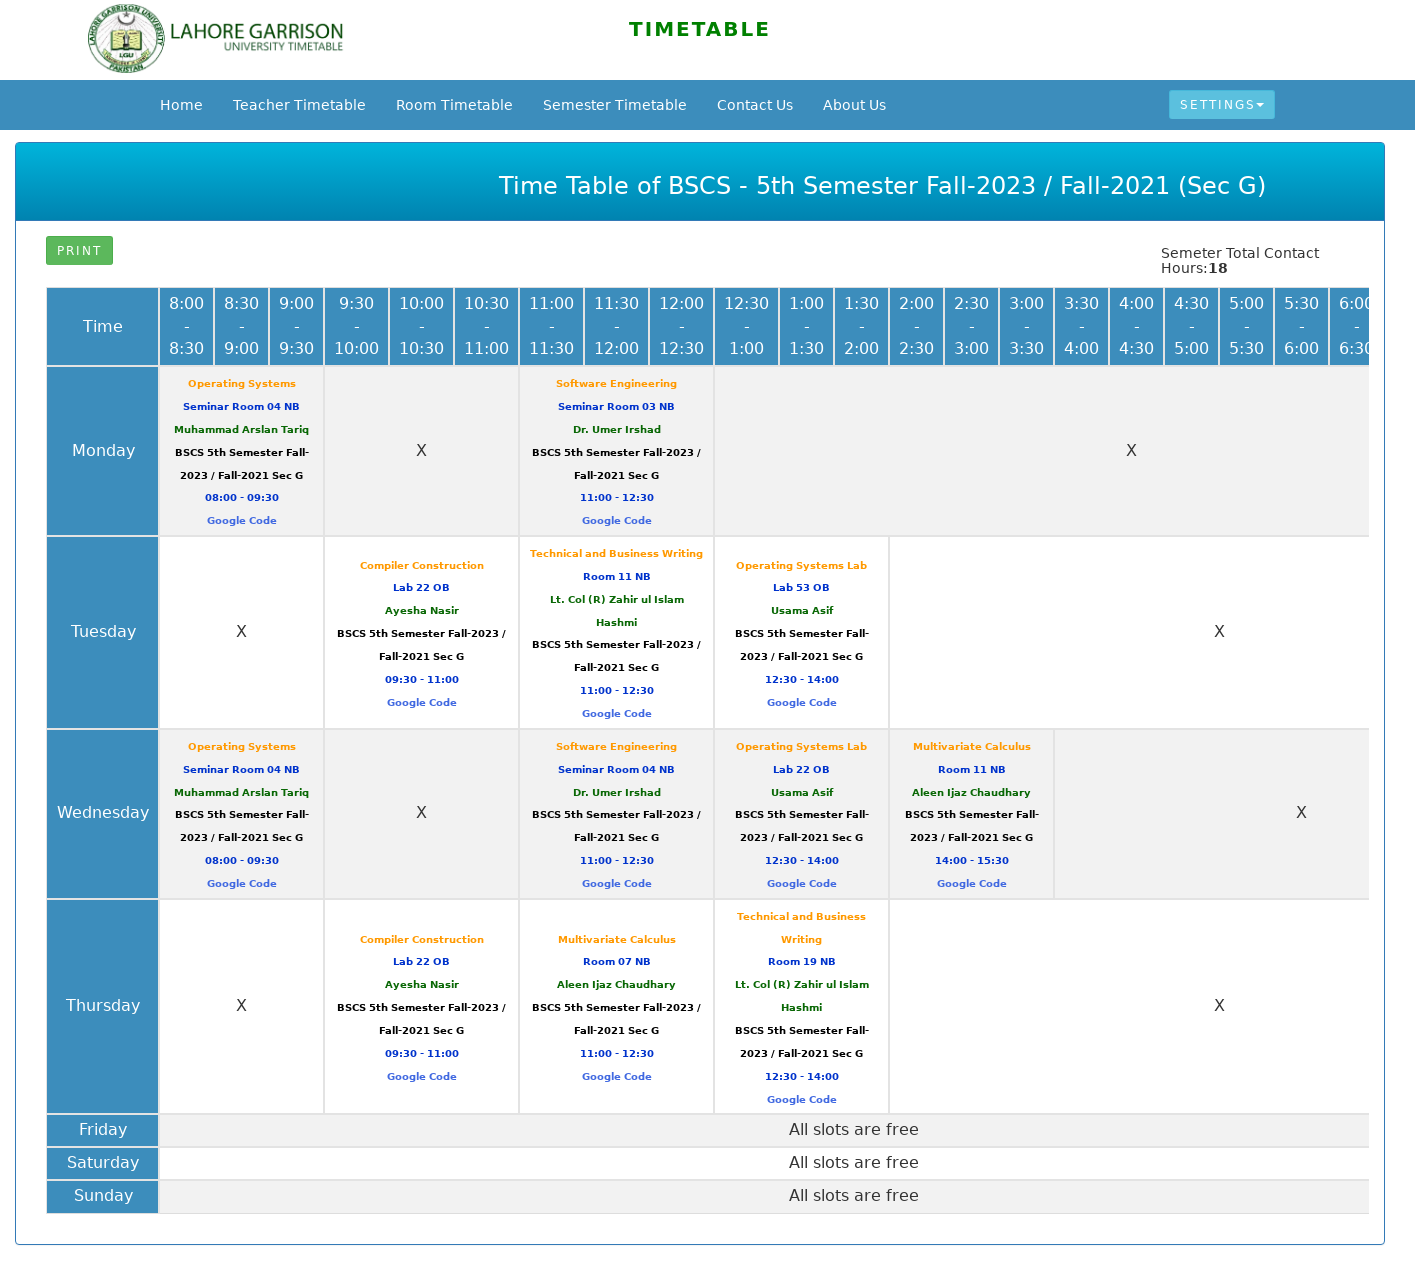 LAHORE GARRISON
UNIVERSITY TIMETABLE
TIMETABLE
Home Teacher Timetable Room Timetable Semester Timetable Contact Us About Us SETTINGS
Time Table of BSCS - 5th Semester Fall-2023 / Fall-2021 (Sec G)
PRINT
Semeter Total Contact
Hours:18
Time
8:00 - 8:30
8:30 - 9:00
9:00 - 9:30
9:30 - 10:00
10:00 - 10:30
10:30 - 11:00
11:00 - 11:30
11:30 - 12:00
12:00 - 12:30
12:30 - 1:00
1:00 - 1:30
1:30 - 2:00
2:00 - 2:30
2:30 - 3:00
3:00 - 3:30
3:30 - 4:00
4:00 - 4:30
4:30 - 5:00
5:00 - 5:30
5:30 - 6:00
6:00 - 6:30
Monday
Operating Systems
Seminar Room 04 NB
Muhammad Arslan Tariq
BSCS 5th Semester Fall-
2023 / Fall-2021 Sec G
08:00 - 09:30
Google Code
X
Software Engineering
Seminar Room 03 NB
Dr. Umer Irshad
BSCS 5th Semester Fall-2023 /
Fall-2021 Sec G
11:00 - 12:30
Google Code
X
Tuesday
X
Compiler Construction
Lab 22 OB
Ayesha Nasir
BSCS 5th Semester Fall-2023 /
Fall-2021 Sec G
09:30 - 11:00
Google Code
Technical and Business Writing
Room 11 NB
Lt. Col (R) Zahir ul Islam
Hashmi
BSCS 5th Semester Fall-2023 /
Fall-2021 Sec G
11:00 - 12:30
Google Code
Operating Systems Lab
Lab 53 OB
Usama Asif
BSCS 5th Semester Fall-
2023 / Fall-2021 Sec G
12:30 - 14:00
Google Code
X
Wednesday
Operating Systems
Seminar Room 04 NB
Muhammad Arslan Tariq
BSCS 5th Semester Fall-
2023 / Fall-2021 Sec G
08:00 - 09:30
Google Code
X
Software Engineering
Seminar Room 04 NB
Dr. Umer Irshad
BSCS 5th Semester Fall-2023 /
Fall-2021 Sec G
11:00 - 12:30
Google Code
Operating Systems Lab
Lab 22 OB
Usama Asif
BSCS 5th Semester Fall-
2023 / Fall-2021 Sec G
12:30 - 14:00
Google Code
Multivariate Calculus
Room 11 NB
Aleen Ijaz Chaudhary
BSCS 5th Semester Fall-
2023 / Fall-2021 Sec G
14:00 - 15:30
Google Code
X
Thursday
X
Compiler Construction
Lab 22 OB
Ayesha Nasir
BSCS 5th Semester Fall-2023 /
Fall-2021 Sec G
09:30 - 11:00
Google Code
Multivariate Calculus
Room 07 NB
Aleen Ijaz Chaudhary
BSCS 5th Semester Fall-2023 /
Fall-2021 Sec G
11:00 - 12:30
Google Code
Technical and Business
Writing
Room 19 NB
Lt. Col (R) Zahir ul Islam
Hashmi
BSCS 5th Semester Fall-
2023 / Fall-2021 Sec G
12:30 - 14:00
Google Code
X
Friday
All slots are free
Saturday
All slots are free
Sunday
All slots are free